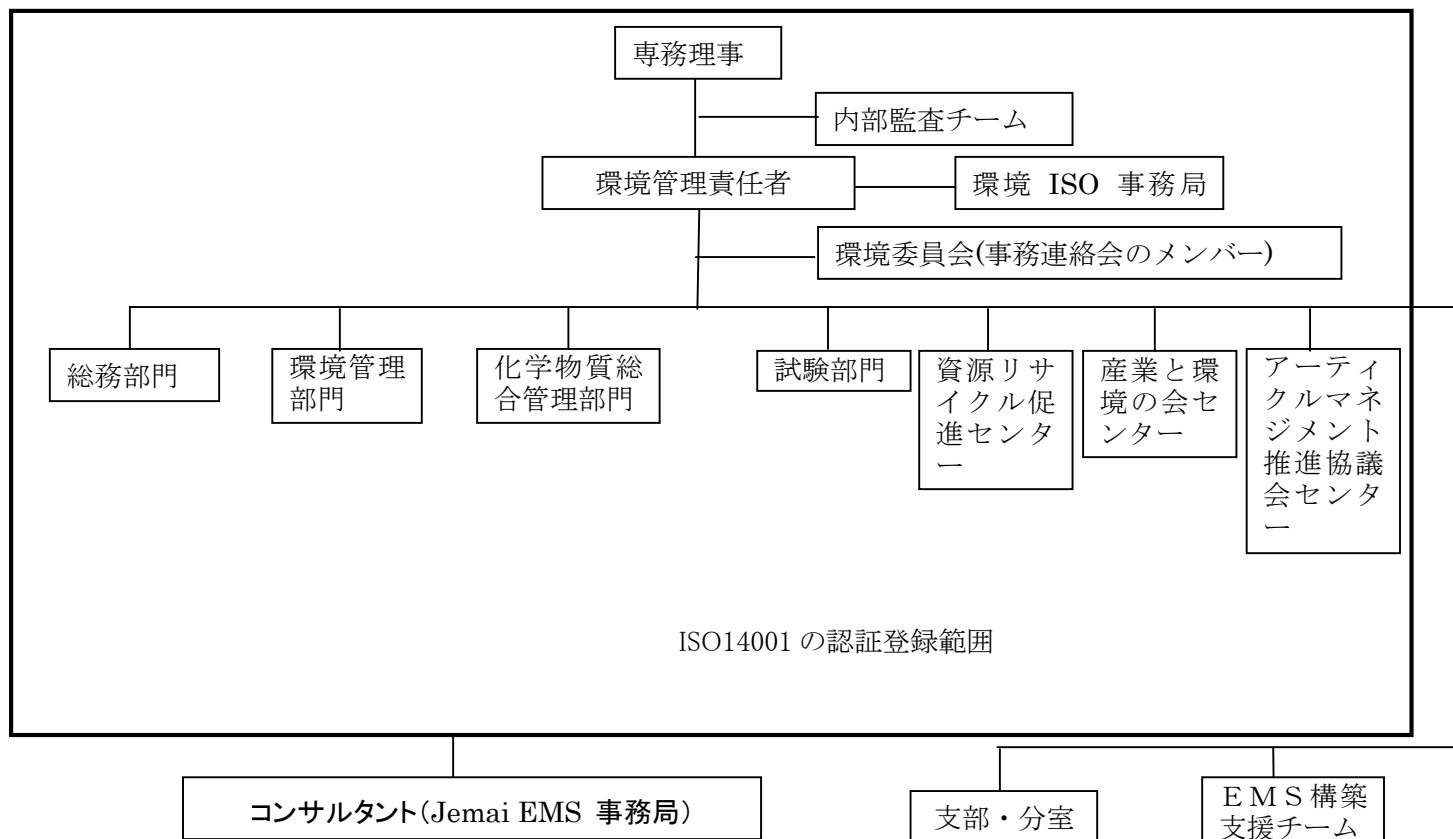 専務理事
内部監査チーム
環境管理責任者
環境 ISO 事務局
環境委員会(事務連絡会のメンバー)
総務部門
環境管理
部門
化学物質総
合管理部門
試験部門
資源リサ
イクル促
進センタ
ー
産業と環
境の会セ
ンター
アーティ
クルマネ
ジメント
推進協議
会センタ
ー
ISO14001 の認証登録範囲
コンサルタント(Jemai EMS 事務局)
支部・分室
ＥＭＳ構築
支援チーム